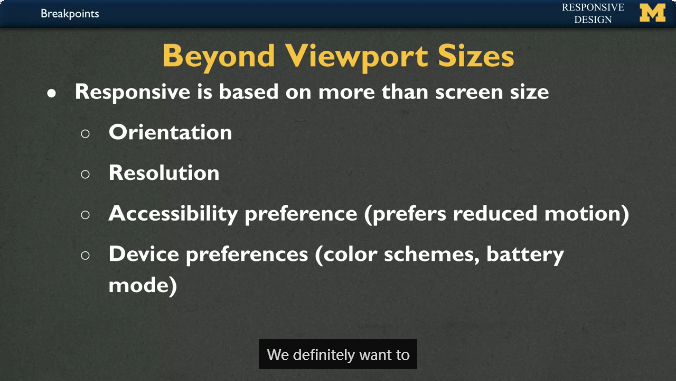 Breakpoints
RESPONSIVE
DESIGN
M
Beyond Viewport Sizes
● Responsive is based on more than screen size
○ Orientation
○ Resolution
○ Accessibility preference (prefers reduced motion)
○ Device preferences (color schemes, battery
mode)
We definitely want to